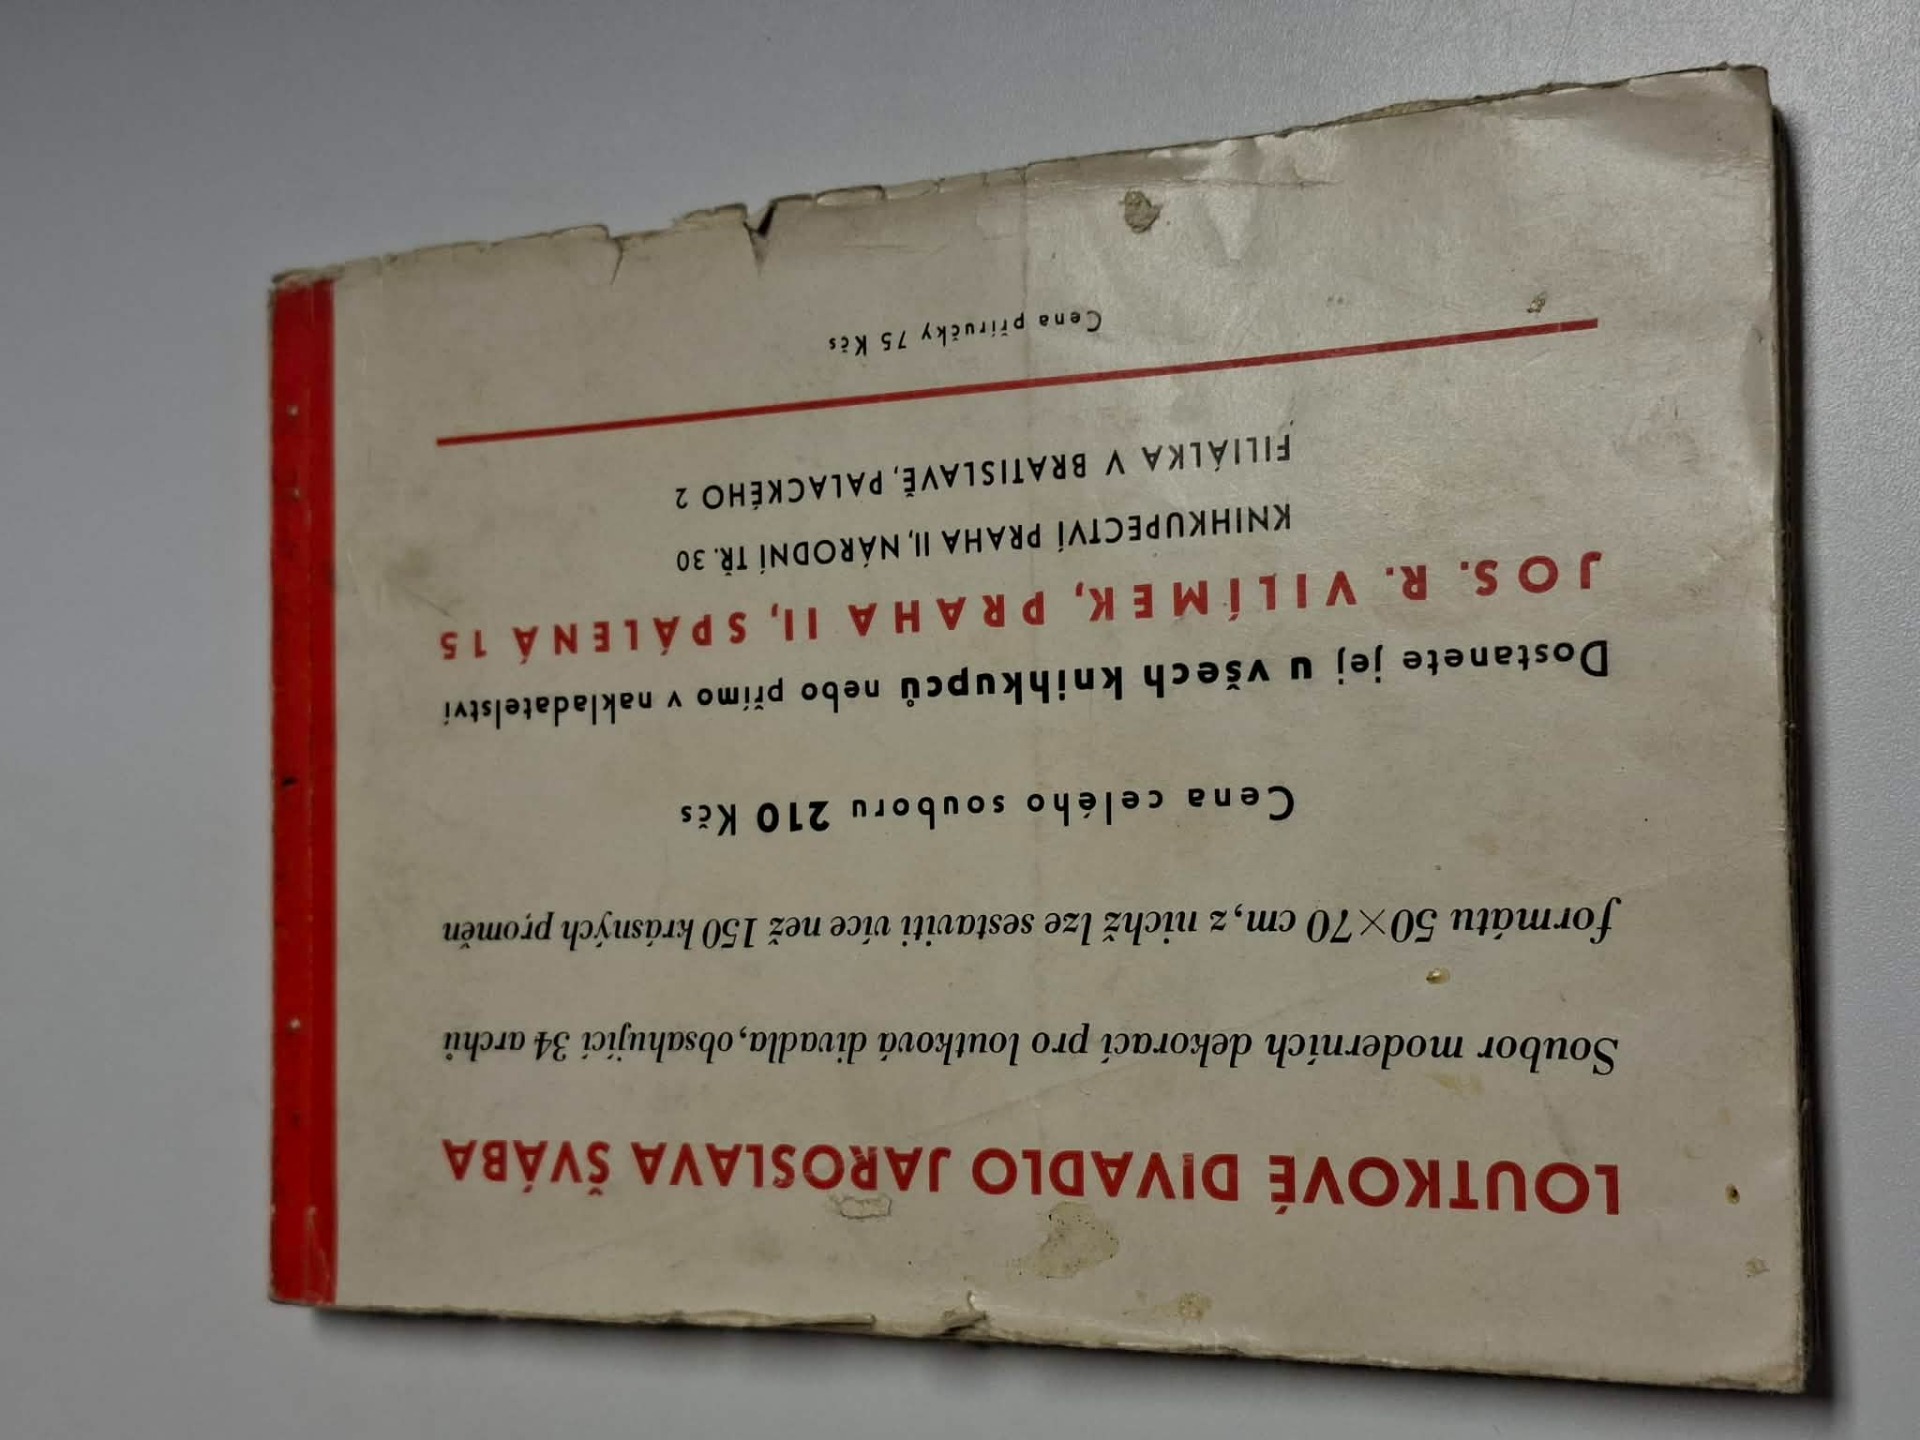 LOUTKOVÉ DIVADLO JAROSLAVA ŠVÁBA
Soubor moderních dekorací pro loutková divadla, obsahující 34 archů
formátu 50×70 cm, z nichž lze sestaviti více než 150 krásných proměn
Cena celého souboru 210 Kčs
Dostanete jej u všech knihkupců nebo přímo v nakladatelství
JOS. R. VILÍMEK, PRAHA II, SPÁLENÁ 15
KNIHKUPECTVÍ PRAHA II, NÁRODNÍ TŘ. 30
FILIÁLKA V BRATISLAVĚ, PALACKÉHO 2
Cena příručky 75 Kčs